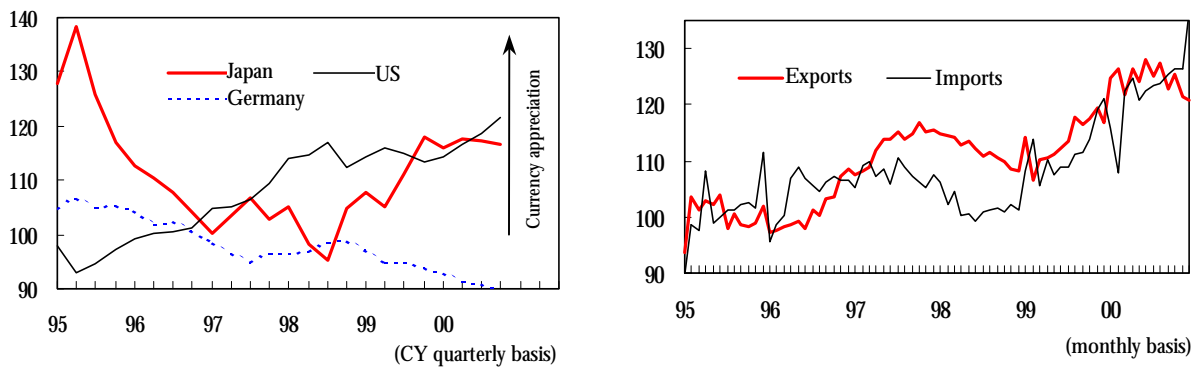 140
130
120
110
100
90
Japan
US
Germany
Currency appreciation
95 96 97 98 99 00
(CY quarterly basis)
130
120
110
100
90
Exports
Imports
95 96 97 98 99 00
(monthly basis)